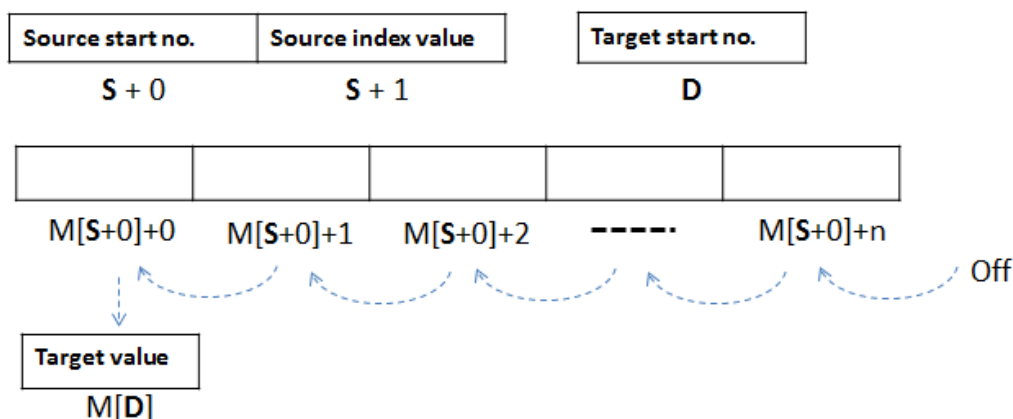 Source start no. Source index value Target start no.
S + 0 S + 1 D
M[S+0]+0 M[S+0]+1 M[S+0]+2 ----- M[S+0]+n
Off
Target value
M[D]